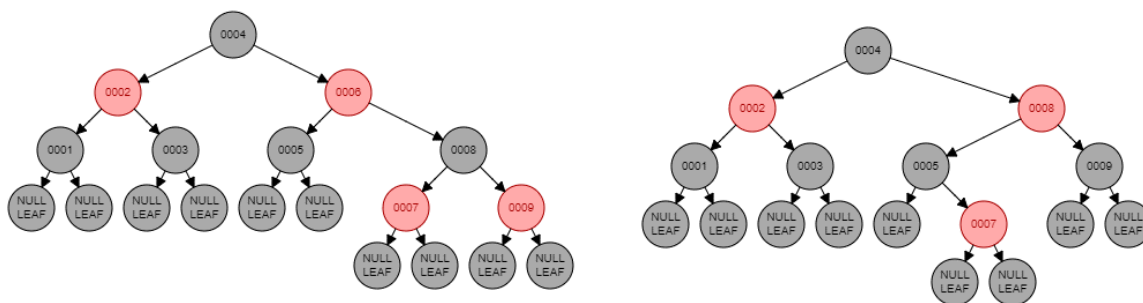 0004
0002 0006
0001 0003 0005 0008
NULL NULL NULL NULL NULL NULL 0007 0009
LEAF LEAF LEAF LEAF LEAF LEAF
NULL NULL NULL NULL
LEAF LEAF LEAF LEAF
0004
0002 0008
0001 0003 0005 0009
NULL NULL NULL NULL NULL NULL NULL
LEAF LEAF LEAF LEAF LEAF LEAF LEAF
0007
NULL NULL
LEAF LEAF